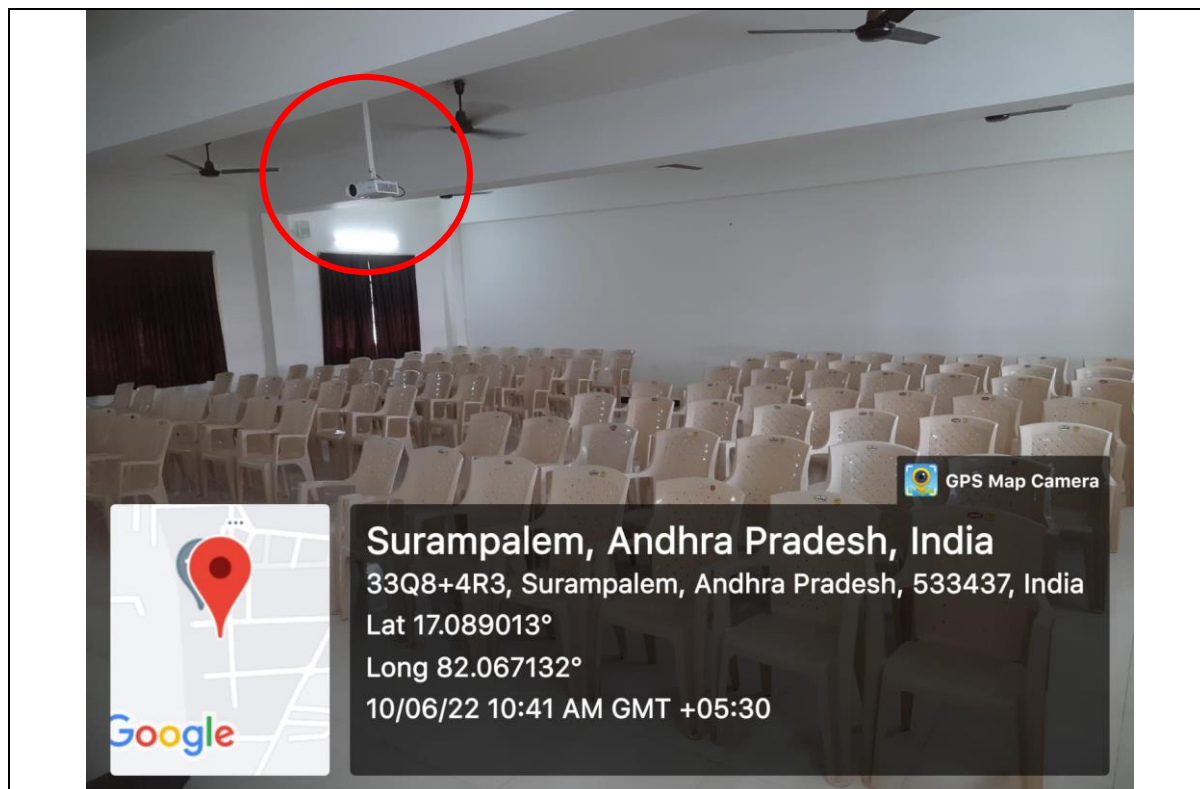 GPS Map Camera
Surampalem, Andhra Pradesh, India
33Q8+4R3, Surampalem, Andhra Pradesh, 533437, India
Lat 17.089013°
Long 82.067132°
10/06/22 10:41 AM GMT +05:30
Google